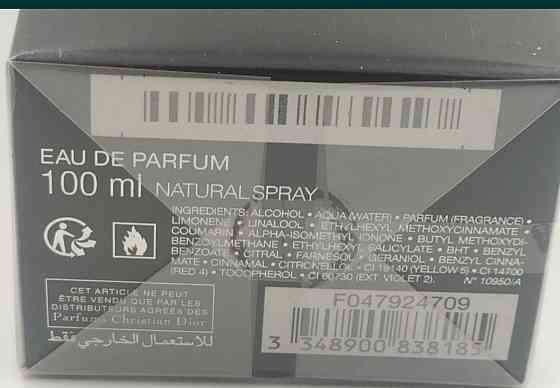 EAU DE PARFUM
100 ml NATURAL SPRAY
INGREDIENTS: ALCOHOL • AQUA (WATER) • PARFUM (FRAGRANCE) •
LIMONENE • LINALOOL • ETHYLHEXYL METHOXYCINNAMATE •
COUMARIN • ALPHA-ISOMETHYL IONONE • BUTYL METHOXYDI-
BENZOYLMETHANE • ETHYLHEXYL SALICYLATE • BHT • BENZYL
BENZOATE • CITRAL • FARNESOL • GERANIOL • BENZYL CINNA-
MATE • CINNAMAL • CITRONELLOL • CI 19140 (YELLOW 5) • CI 14700
(RED 4) • TOCOPHEROL • CI 60730 (EXT. VIOLET 2). N° 10950/A
CET ARTICLE NE PEUT
ÊTRE VENDU QUE PAR LES
DISTRIBUTEURS AGRÉÉS DES
Parfums Christian Dior
للاستعمال الخارجي فقط
F047924709
3 348900 838185